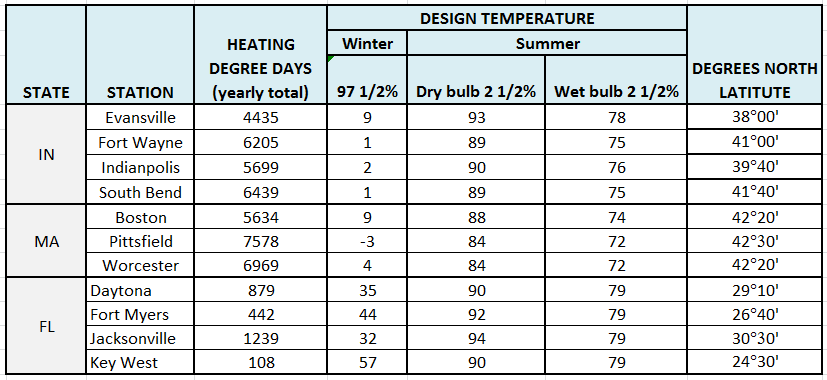 DESIGN TEMPERATURE
HEATING Winter Summer
DEGREE DAYS DEGREES NORTH
STATE STATION (yearly total) 97 1/2% Dry bulb 2 1/2% Wet bulb 2 1/2% LATITUTE
IN Evansville 4435 9 93 78 38°00'
Fort Wayne 6205 1 89 75 41°00'
Indianpolis 5699 2 90 76 39°40'
South Bend 6439 1 89 75 41°40'
MA Boston 5634 9 88 74 42°20'
Pittsfield 7578 -3 84 72 42°30'
Worcester 6969 4 84 72 42°20'
FL Daytona 879 35 90 79 29°10'
Fort Myers 442 44 92 79 26°40'
Jacksonville 1239 32 94 79 30°30'
Key West 108 57 90 79 24°30'